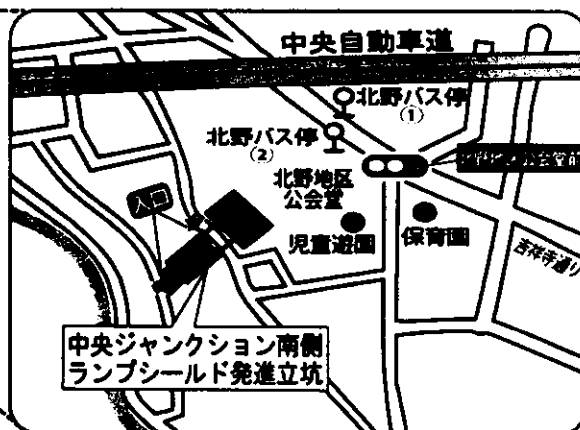 中央自動車道
北野バス停
①
北野バス停
②
北野地区
公会堂
児童遊園
保育園
吉祥寺通り
入口
中央ジャンクション南側
ランプシールド発進立坑